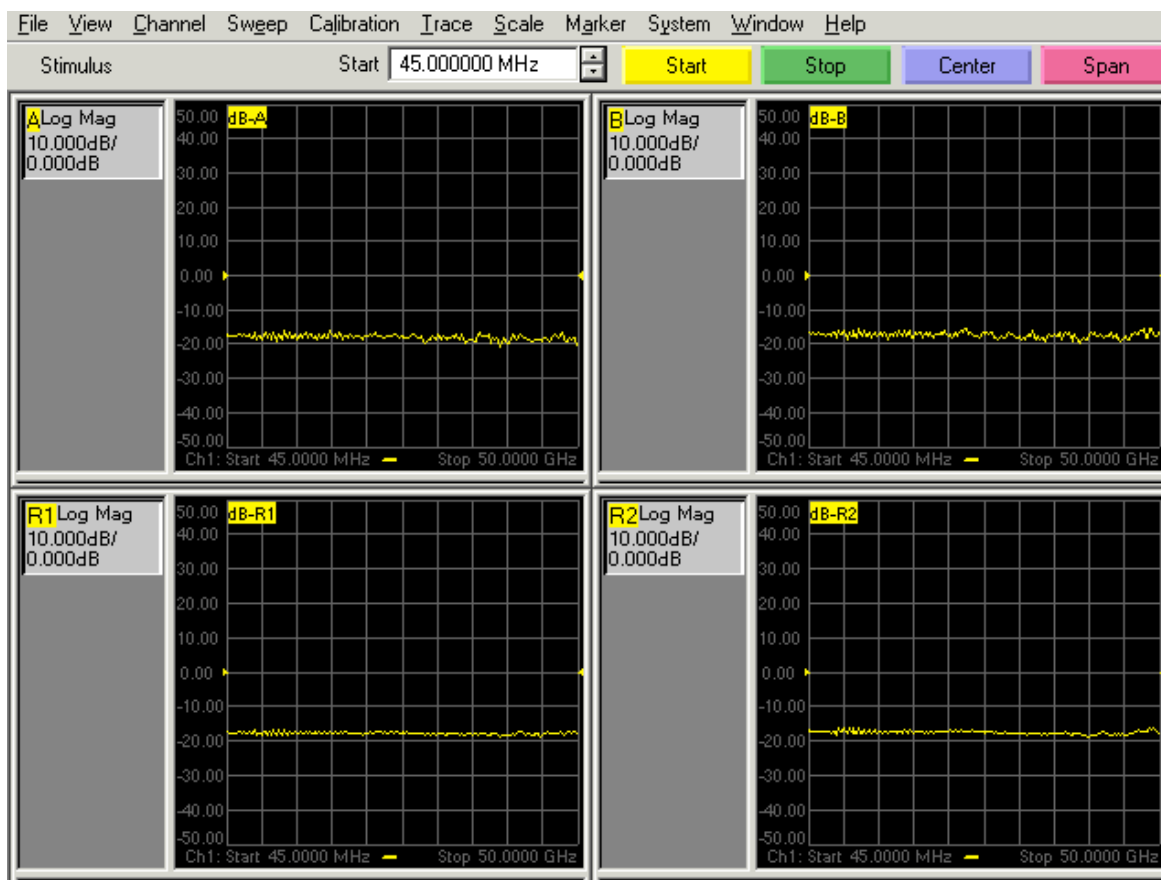 File View Channel Sweep Calibration Trace Scale Marker System Window Help
Stimulus Start 45.000000 MHz Start Stop Center Span
A Log Mag
10.000dB/
0.000dB
50.00 dB-A
40.00
30.00
20.00
10.00
0.00
-10.00
-20.00
-30.00
-40.00
-50.00
Ch1: Start 45.0000 MHz Stop 50.0000 GHz
B Log Mag
10.000dB/
0.000dB
50.00 dB-B
40.00
30.00
20.00
10.00
0.00
-10.00
-20.00
-30.00
-40.00
-50.00
Ch1: Start 45.0000 MHz Stop 50.0000 GHz
R1 Log Mag
10.000dB/
0.000dB
50.00 dB-R1
40.00
30.00
20.00
10.00
0.00
-10.00
-20.00
-30.00
-40.00
-50.00
Ch1: Start 45.0000 MHz Stop 50.0000 GHz
R2 Log Mag
10.000dB/
0.000dB
50.00 dB-R2
40.00
30.00
20.00
10.00
0.00
-10.00
-20.00
-30.00
-40.00
-50.00
Ch1: Start 45.0000 MHz Stop 50.0000 GHz